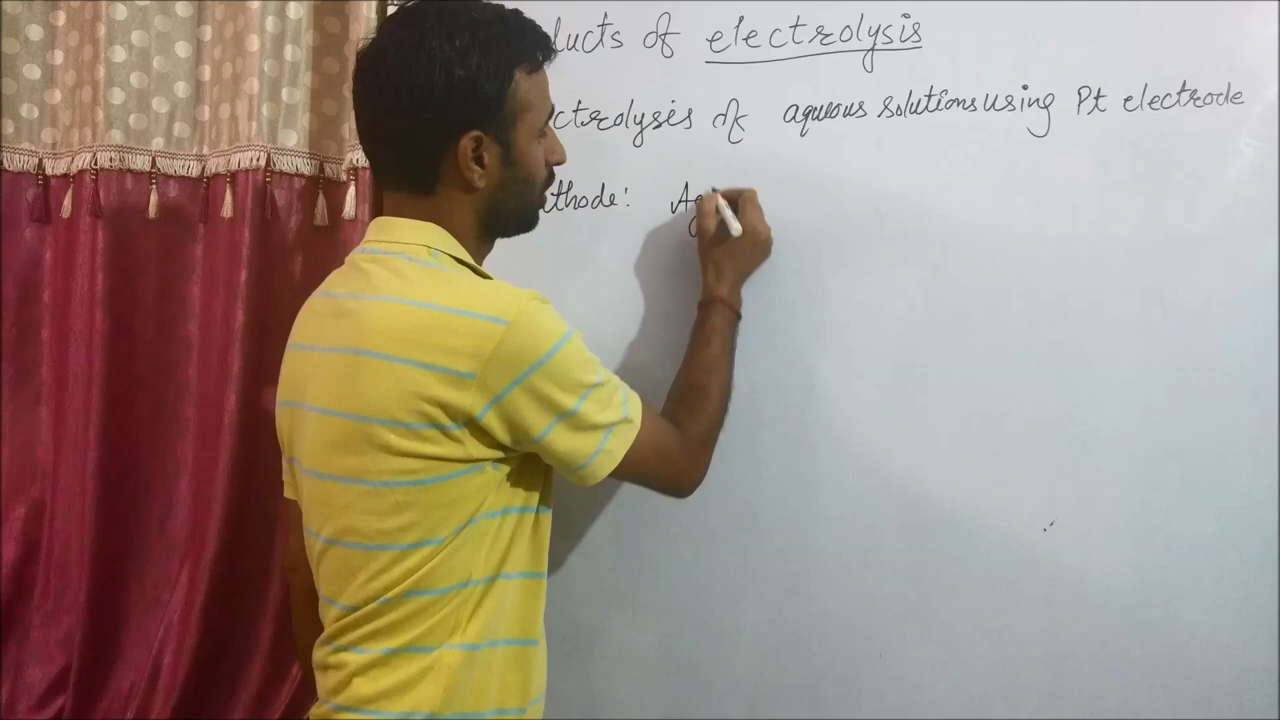 ducts of electrolysis
ctrolysis of aqueous solutions using Pt electrode
thode: Ag